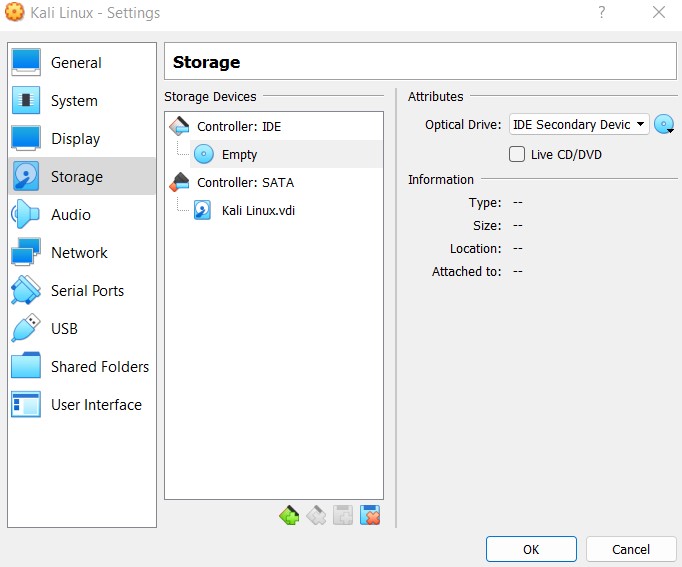 Kali Linux - Settings
?
General
System
Display
Storage
Audio
Network
Serial Ports
USB
Shared Folders
User Interface
Storage
Storage Devices
Controller: IDE
Empty
Controller: SATA
Kali Linux.vdi
Attributes
Optical Drive: IDE Secondary Devic
Live CD/DVD
Information
Type: --
Size: --
Location: --
Attached to: --
OK
Cancel